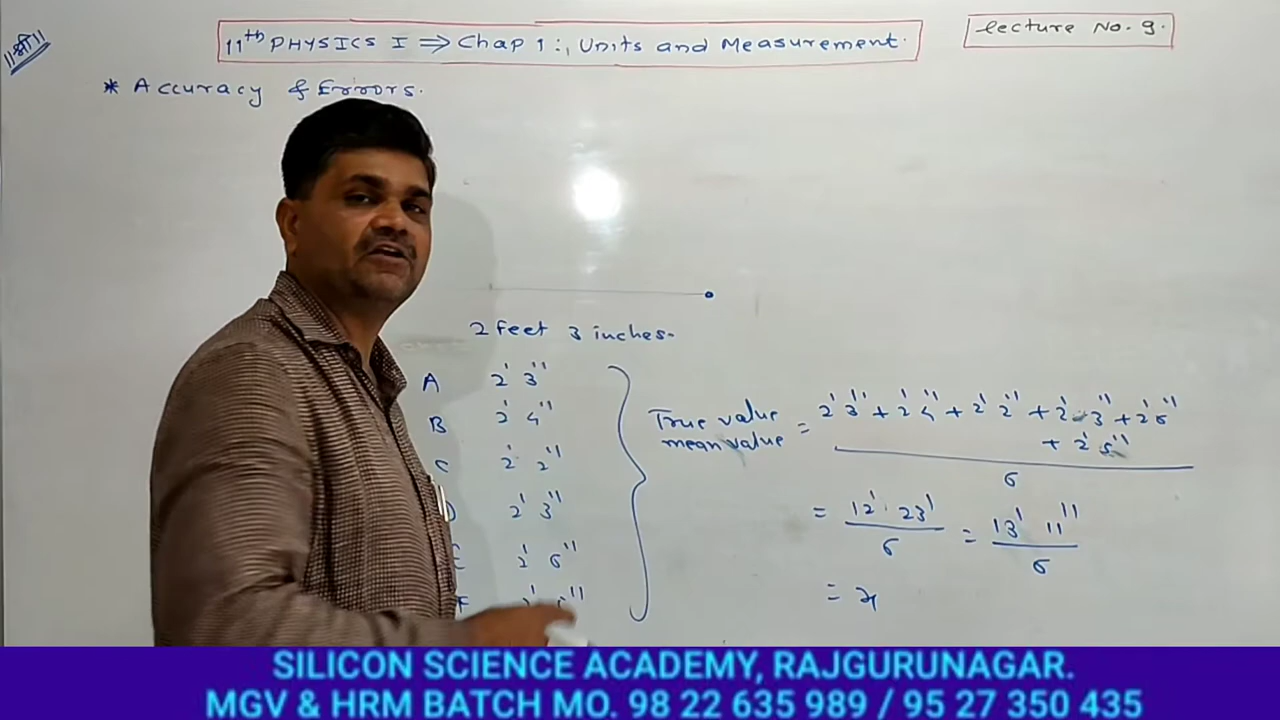 ॥श्री॥
11th PHYSICS I ⇒ Chap 1:, Units and Measurement.
Lecture No. 9.
* Accuracy & Errors.
2 feet 3 inches.
A 2' 3''
B 2' 4''
C 2' 2''
D 2' 3''
E 2' 6''
F 2' ''
True value
mean value = 2' 3'' + 2' 4'' + 2' 2'' + 2' 3'' + 2' 6''
+ 2' 5''
6
= 12' 23' / 6 = 13' 11'' / 6
= x
SILICON SCIENCE ACADEMY, RAJGURUNAGAR.
MGV & HRM BATCH MO. 98 22 635 989 / 95 27 350 435